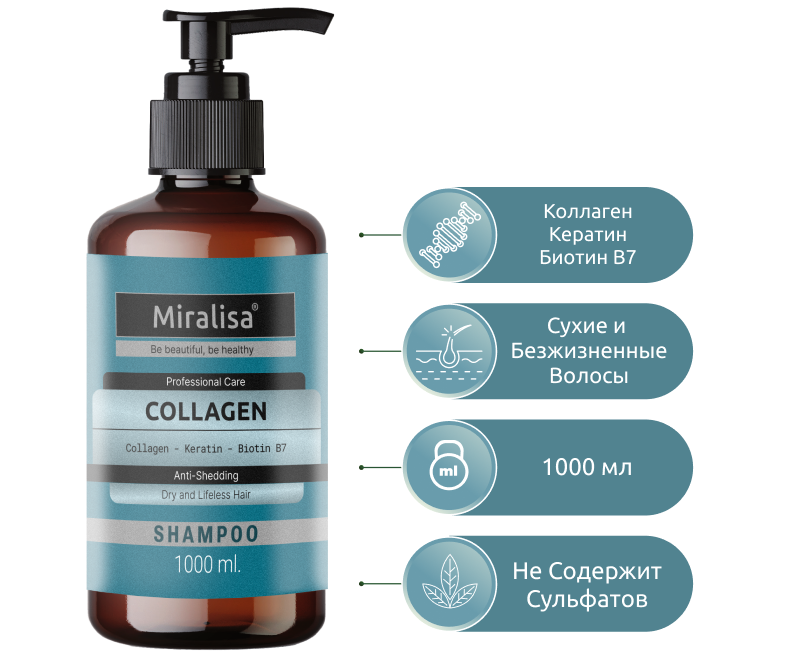 Miralisa®
Be beautiful, be healthy
Professional Care
COLLAGEN
Collagen - Keratin - Biotin B7
Anti-Shedding
Dry and Lifeless Hair
SHAMPOO
1000 ml.
Коллаген
Кератин
Биотин B7
Сухие и
Безжизненные
Волосы
ml
1000 мл
Не Содержит
Сульфатов